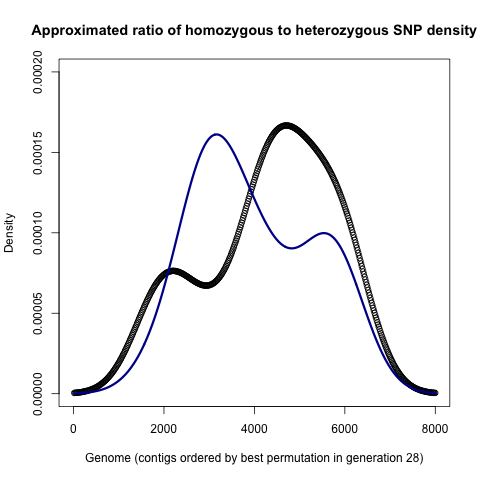 Approximated ratio of homozygous to heterozygous SNP density
0.00020
0.00015
0.00010
0.00005
0.00000
Density
0 2000 4000 6000 8000
Genome (contigs ordered by best permutation in generation 28)